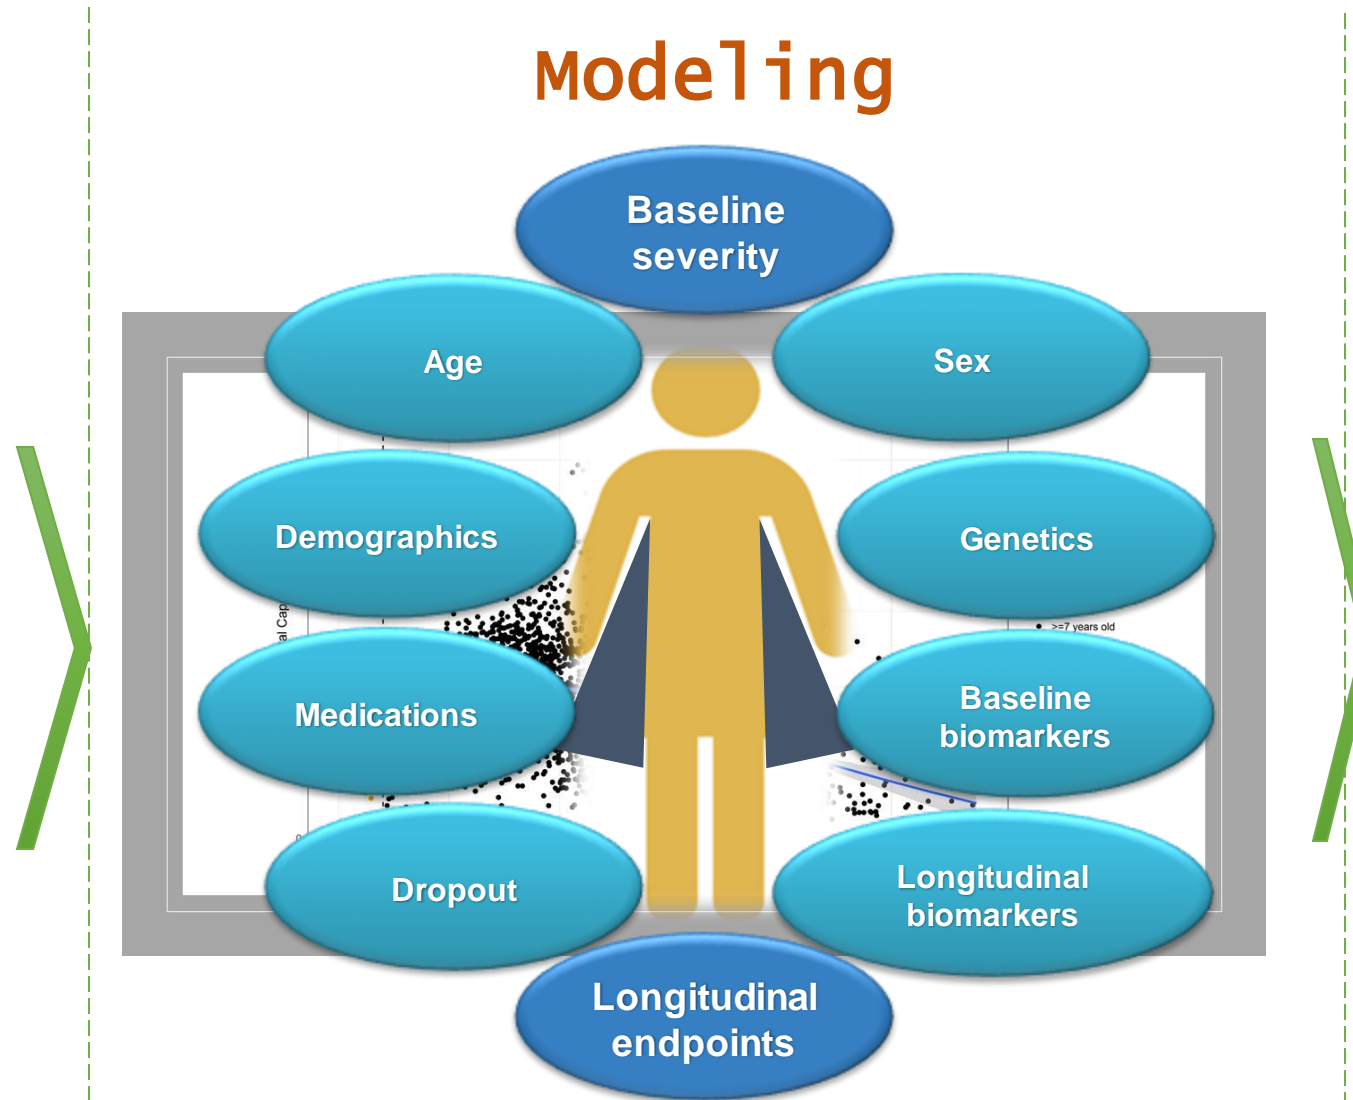 Modeling
Baseline
severity
Age
Sex
Demographics
Genetics
>=7 years old
Medications
Baseline
biomarkers
Dropout
Longitudinal
biomarkers
Longitudinal
endpoints